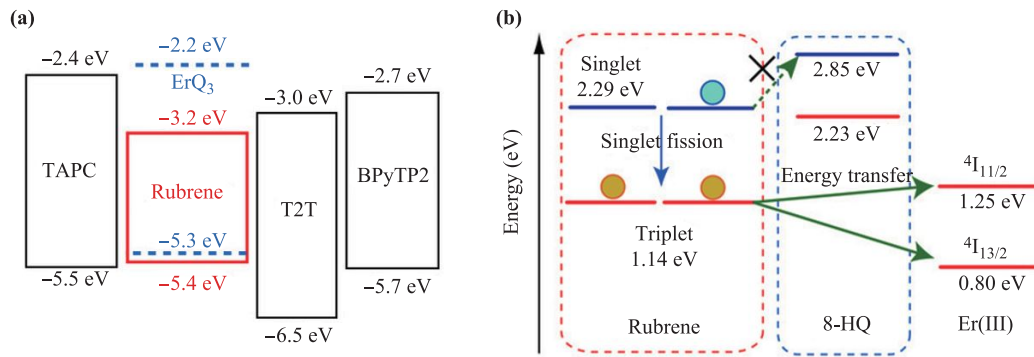 (a)
−2.4 eV
−2.2 eV
ErQ3
−3.2 eV
−3.0 eV
−2.7 eV
TAPC
Rubrene
T2T
BPyTP2
−5.3 eV
−5.5 eV
−5.4 eV
−5.7 eV
−6.5 eV
(b)
Energy (eV)
Singlet
2.29 eV
2.85 eV
2.23 eV
Singlet fission
Energy transfer
4I11/2
1.25 eV
Triplet
1.14 eV
4I13/2
0.80 eV
Rubrene
8-HQ
Er(III)